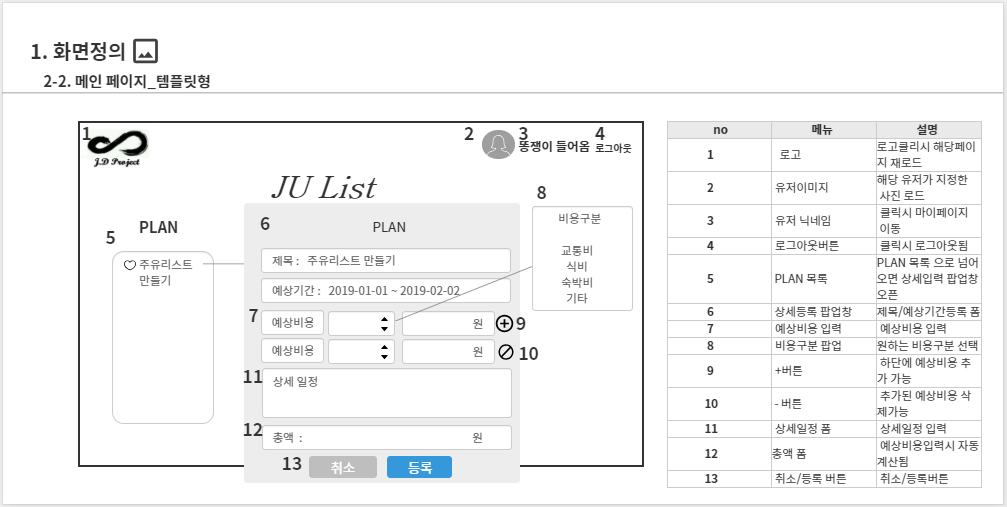 1. 화면정의
2-2. 메인 페이지_템플릿형
1
J.D Project
2
3
똥쟁이 들어옴
4
로그아웃
JU List
PLAN
5
주유리스트
만들기
6
PLAN
제목 : 주유리스트 만들기
예상기간 : 2019-01-01 ~ 2019-02-02
7
예상비용
원
9
예상비용
원
10
11
상세 일정
12
총액 :
원
13
취소
등록
8
비용구분
교통비
식비
숙박비
기타
no 메뉴 설명
1 로고 로고클리시 해당페이
지 재로드
2 유저이미지 해당 유저가 지정한
사진 로드
3 유저 닉네임 클릭시 마이페이지
이동
4 로그아웃버튼 클릭시 로그아웃됨
5 PLAN 목록 PLAN 목록 으로 넘어
오면 상세입력 팝업창
오픈
6 상세등록 팝업창 제목/예상기간등록 폼
7 예상비용 입력 예상비용 입력
8 비용구분 팝업 원하는 비용구분 선택
9 +버튼 하단에 예상비용 추
가 가능
10 - 버튼 추가된 예상비용 삭
제가능
11 상세일정 폼 상세일정 입력
12 총액 폼 예상비용입력시 자동
계산됨
13 취소/등록 버튼 취소/등록버튼